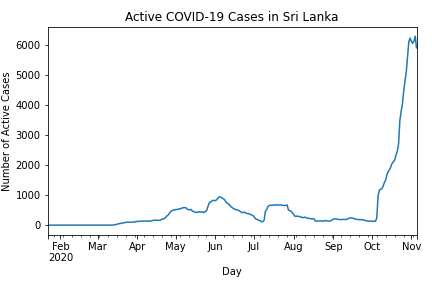 Active COVID-19 Cases in Sri Lanka
Number of Active Cases
6000
5000
4000
3000
2000
1000
0
Feb Mar Apr May Jun Jul Aug Sep Oct Nov
2020
Day